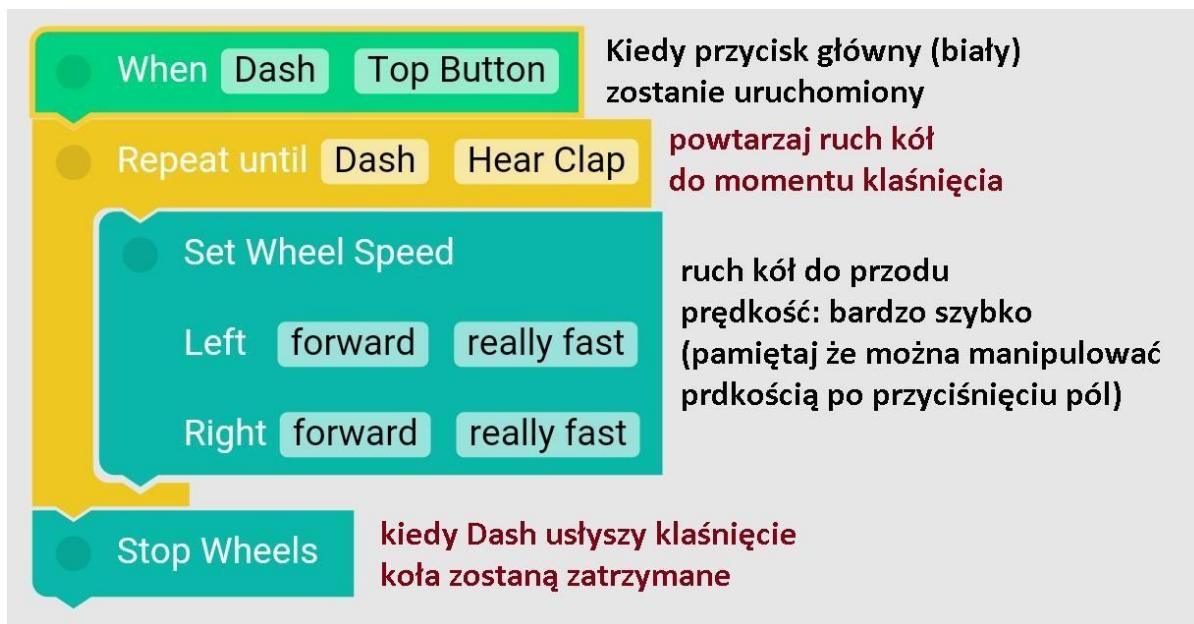 When Dash Top Button
Kiedy przycisk główny (biały)
zostanie uruchomiony
Repeat until Dash Hear Clap
powtarzaj ruch kół
do momentu klaśnięcia
Set Wheel Speed
Left forward really fast
Right forward really fast
ruch kół do przodu
prędkość: bardzo szybko
(pamiętaj że można manipulować
prdkością po przyciśnięciu pól)
Stop Wheels
kiedy Dash usłyszy klaśnięcie
koła zostaną zatrzymane